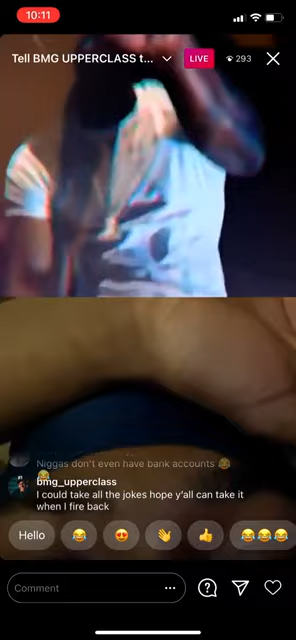 10:11
Tell BMG UPPERCLASS t... LIVE 293
Niggas don't even have bank accounts 😂
😂
bmg_upperclass
I could take all the jokes hope y'all can take it
when I fire back
Hello 😂 😍 👋 👍 😂😂😂
Comment